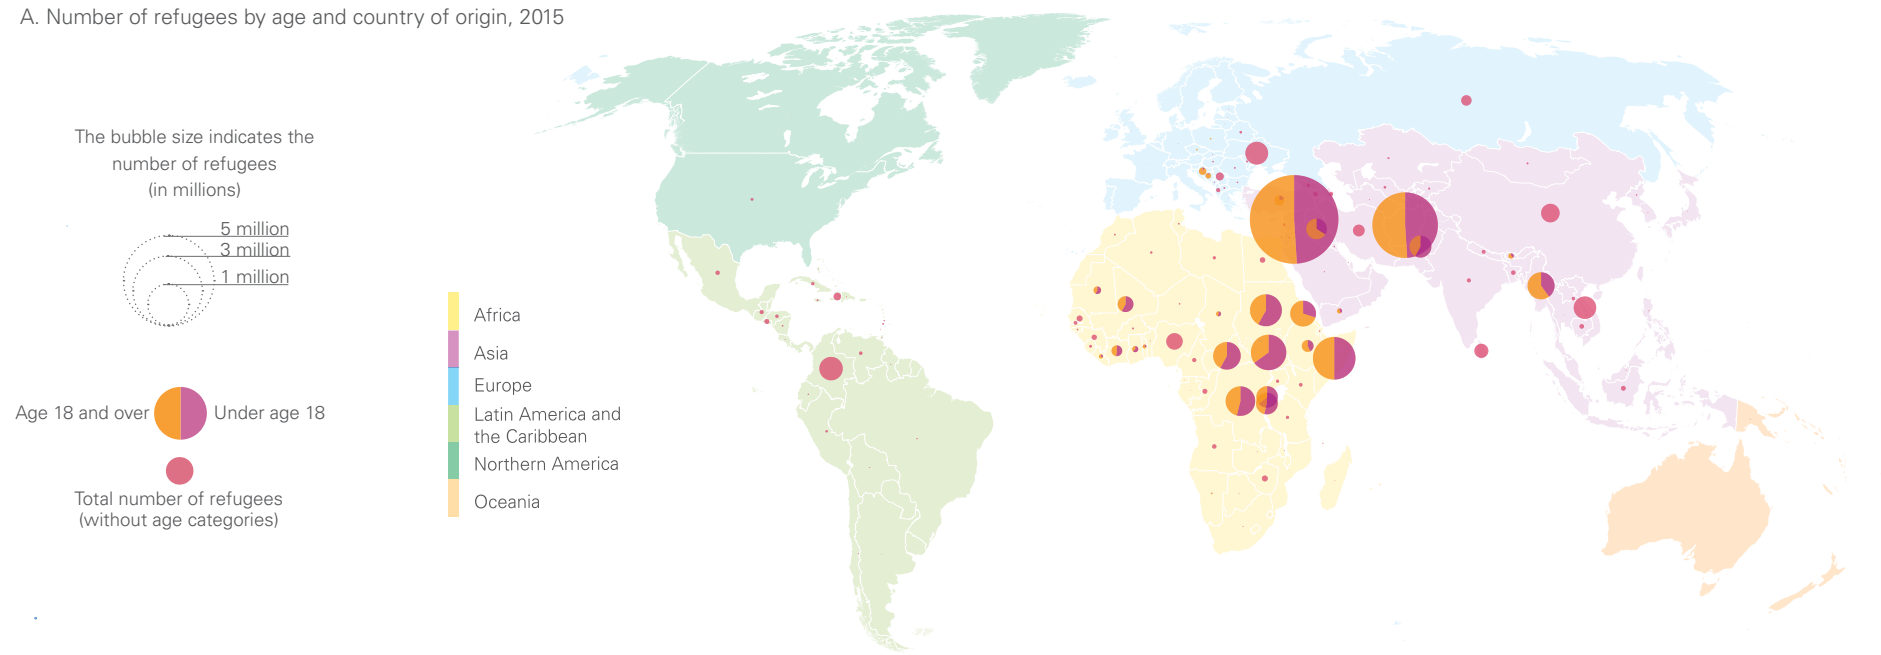 A. Number of refugees by age and country of origin, 2015
The bubble size indicates the
number of refugees
(in millions)
5 million
3 million
1 million
Age 18 and over
Under age 18
Total number of refugees
(without age categories)
Africa
Asia
Europe
Latin America and
the Caribbean
Northern America
Oceania